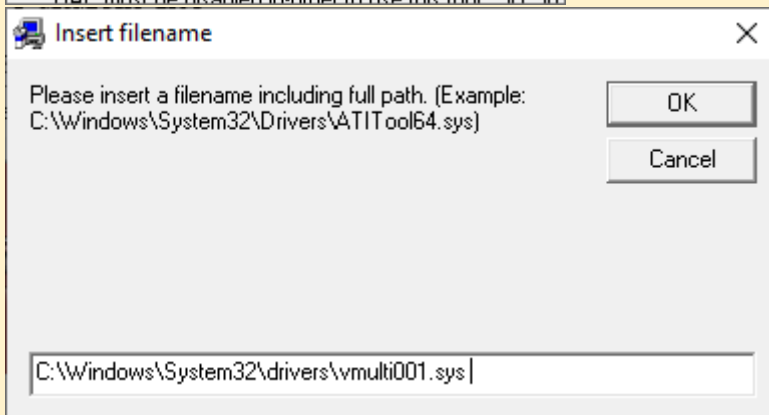 Insert filename
Please insert a filename including full path. (Example:
C:\Windows\System32\Drivers\ATITool64.sys)
OK
Cancel
C:\Windows\System32\drivers\vmulti001.sys